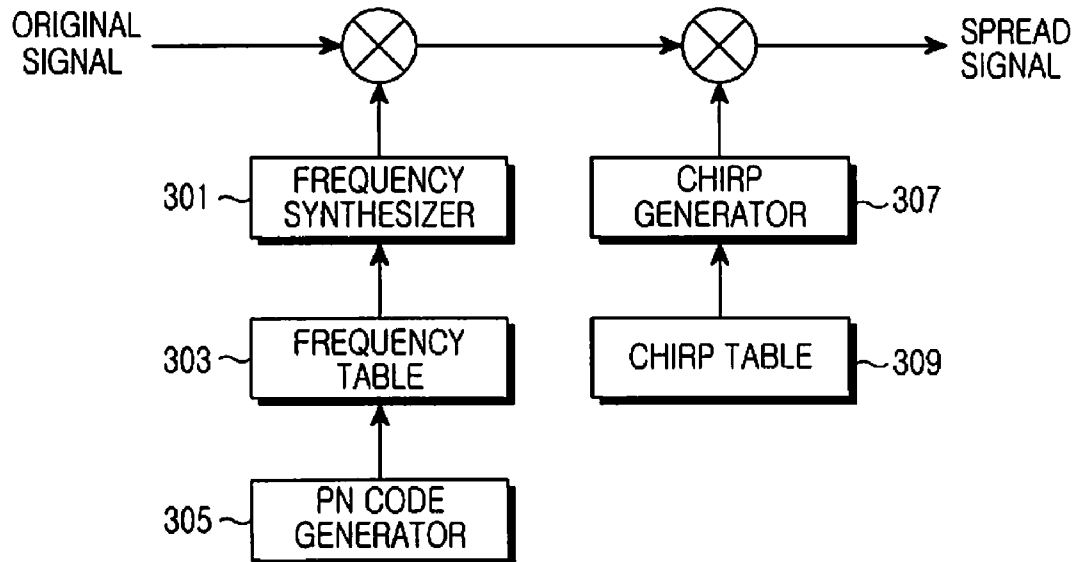 ORIGINAL
SIGNAL
SPREAD
SIGNAL
301
FREQUENCY
SYNTHESIZER
CHIRP
GENERATOR
307
303
FREQUENCY
TABLE
CHIRP TABLE
309
305
PN CODE
GENERATOR